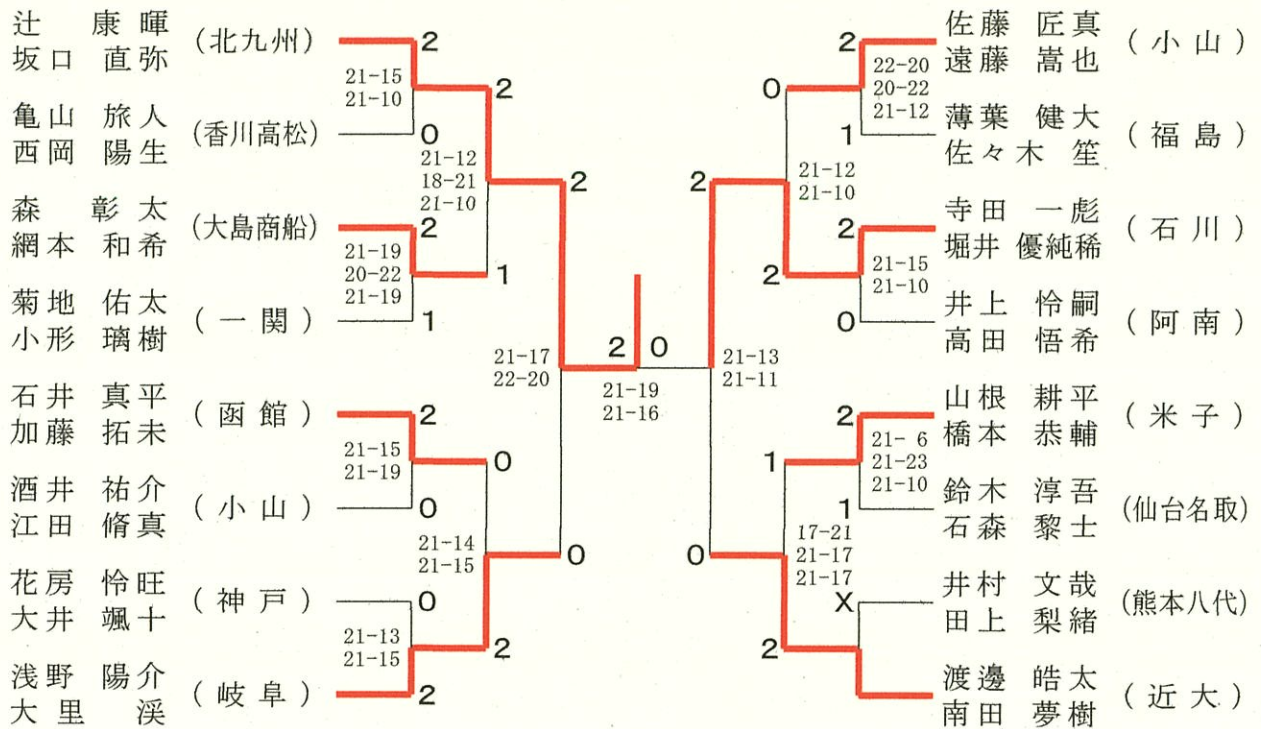 辻 康暉
坂口 直弥
(北九州)
2
21-15
21-10
2
亀山 旅人
西岡 陽生
(香川高松)
0
21-12
18-21
21-10
2
森 彰太
網本 和希
(大島商船)
2
21-19
20-22
21-19
1
菊地 佑太
小形 璃樹
(一関)
1
21-17
22-20
2
0
21-19
21-16
石井 真平
加藤 拓未
(函館)
2
21-15
21-19
0
酒井 祐介
江田 脩真
(小山)
0
21-14
21-15
0
花房 怜旺
大井 颯十
(神戸)
0
21-13
21-15
2
浅野 陽介
大里 渓
(岐阜)
2
佐藤 匠真
遠藤 嵩也
(小山)
2
22-20
20-22
21-12
0
薄葉 健大
佐々木 笙
(福島)
1
21-12
21-10
2
寺田 一彪
堀井 優純稀
(石川)
2
21-15
21-10
2
井上 怜嗣
高田 悟希
(阿南)
0
21-13
21-11
山根 耕平
橋本 恭輔
(米子)
2
21- 6
21-23
21-10
1
鈴木 淳吾
石森 黎士
(仙台名取)
1
17-21
21-17
21-17
0
井村 文哉
田上 梨緒
(熊本八代)
X
2
渡邊 皓太
南田 夢樹
(近大)